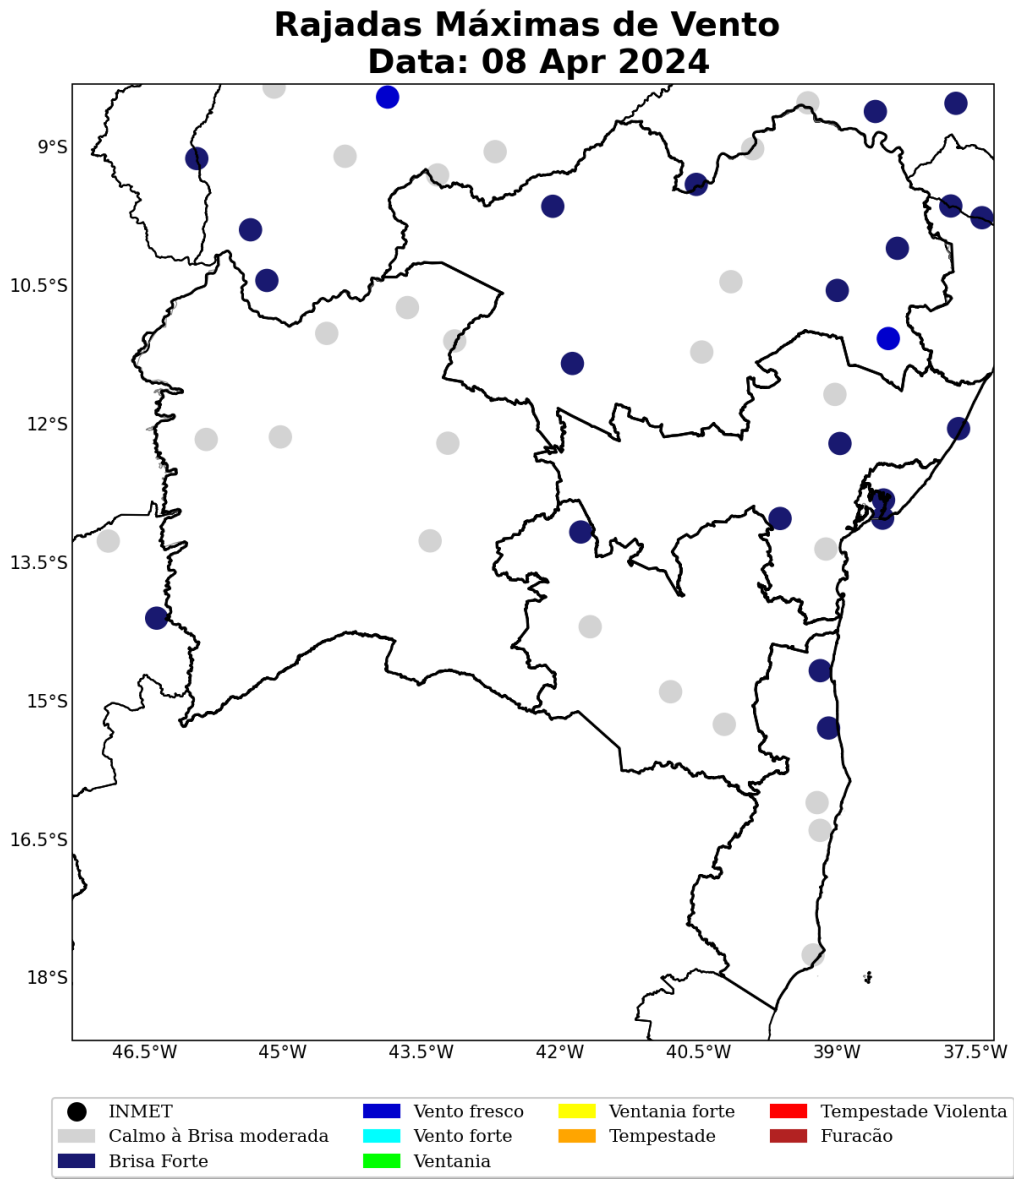 Rajadas Máximas de Vento
Data: 08 Apr 2024
9°S
10.5°S
12°S
13.5°S
15°S
16.5°S
18°S
46.5°W 45°W 43.5°W 42°W 40.5°W 39°W 37.5°W
INMET Vento fresco Ventania forte Tempestade Violenta
Calmo à Brisa moderada Vento forte Tempestade Furacão
Brisa Forte Ventania